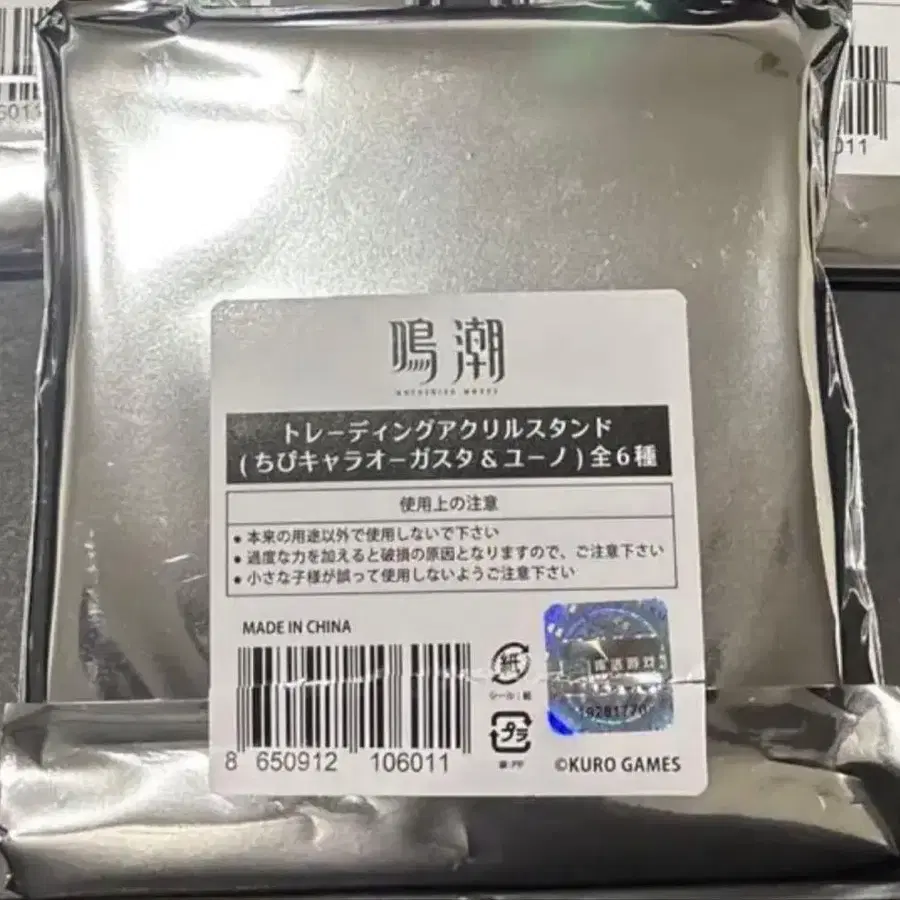 鳴潮
WUTHERING WAVES
トレーディングアクリルスタンド
(ちびキャラオーガスタ&ユーノ)全6種
使用上の注意
● 本来の用途以外で使用しないで下さい
● 過度な力を加えると破損の原因となりますので、ご注意下さい
● 小さな子様が誤って使用しないようご注意下さい
MADE IN CHINA
紙
シール:紙
プラ
袋:PP
8 650912 106011
9281770
©KURO GAMES
011